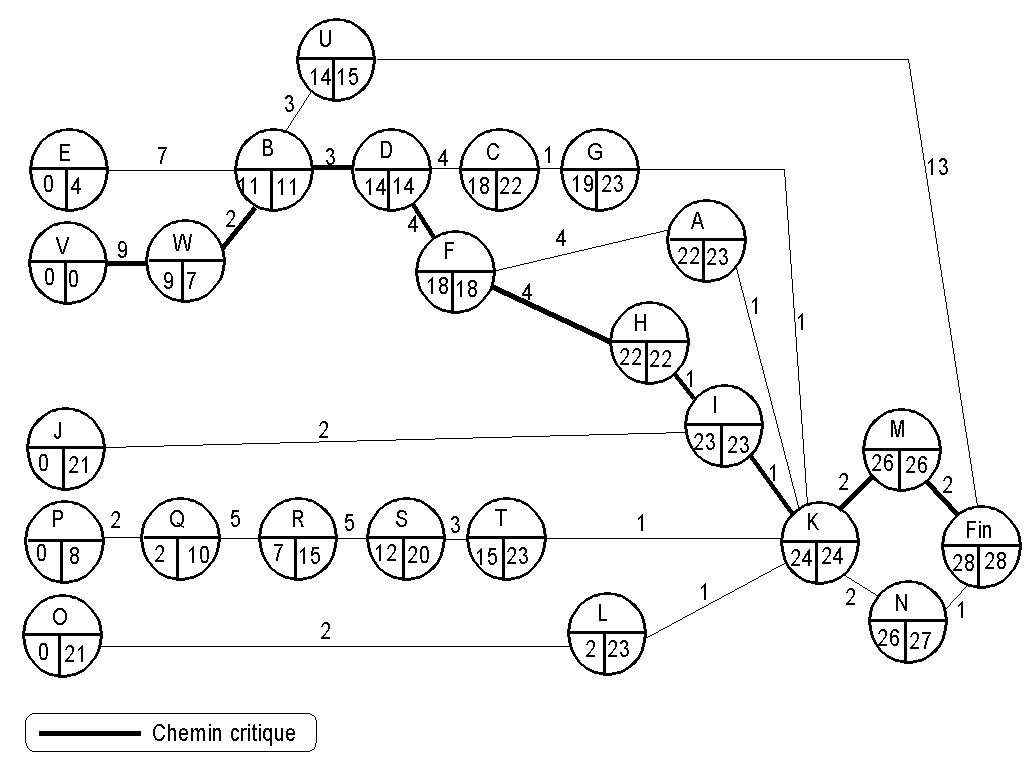 U
14 15
3
E
0 4
7
B
11 11
3
D
14 14
4
C
18 22
1
G
19 23
13
V
0 0
9
W
9 7
2
4
F
18 18
4
A
22 23
4
1
1
H
22 22
1
I
23 23
J
0 21
2
1
M
26 26
2
2
P
0 8
2
Q
2 10
5
R
7 15
5
S
12 20
3
T
15 23
1
K
24 24
Fin
28 28
O
0 21
2
L
2 23
1
2
N
26 27
1
Chemin critique